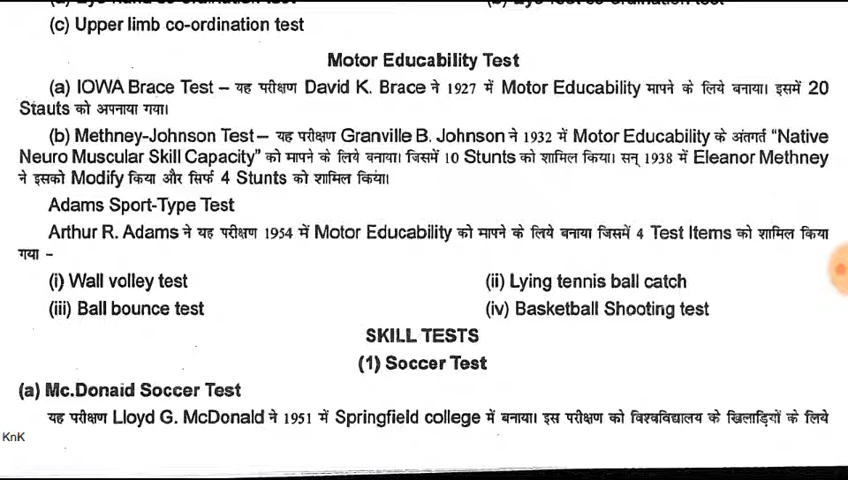 (c) Upper limb co-ordination test
Motor Educability Test
(a) IOWA Brace Test – यह परीक्षण David K. Brace ने 1927 में Motor Educability मापने के लिये बनाया। इसमें 20
Stauts को अपनाया गया।
(b) Methney-Johnson Test – यह परीक्षण Granville B. Johnson ने 1932 में Motor Educability के अंतगर्त "Native
Neuro Muscular Skill Capacity" को मापने के लिये बनाया। जिसमें 10 Stunts को शामिल किया। सन् 1938 में Eleanor Methney
ने इसको Modify किया और सिर्फ 4 Stunts को शामिल किया।
Adams Sport-Type Test
Arthur R. Adams ने यह परीक्षण 1954 में Motor Educability को मापने के लिये बनाया जिसमें 4 Test Items को शामिल किया
गया –
(i) Wall volley test (ii) Lying tennis ball catch
(iii) Ball bounce test (iv) Basketball Shooting test
SKILL TESTS
(1) Soccer Test
(a) Mc.Donaid Soccer Test
यह परीक्षण Lloyd G. McDonald ने 1951 में Springfield college में बनाया। इस परीक्षण को विश्वविद्यालय के खिलाड़ियों के लिये
KnK